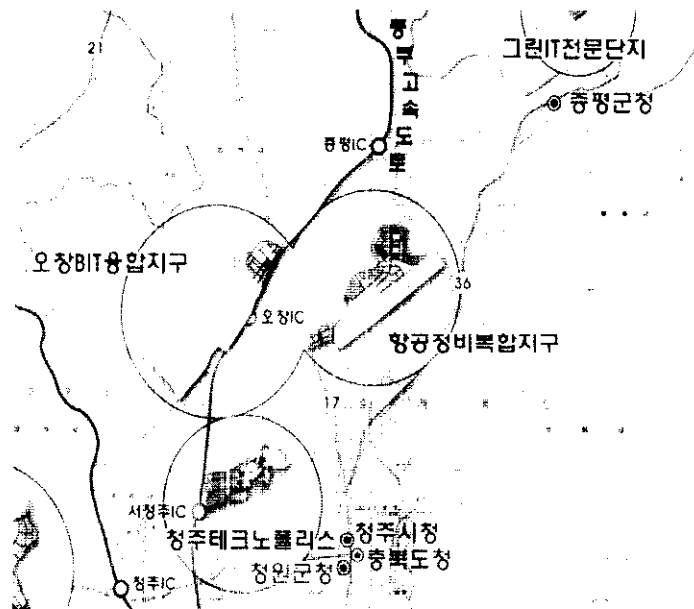 21
중부고속도로
그린IT전문단지
증평군청
증평IC
오창BIT융합지구
오창IC
36
항공정비복합지구
17
서청주IC
청주테크노폴리스
청주시청
충북도청
청원군청
청주IC